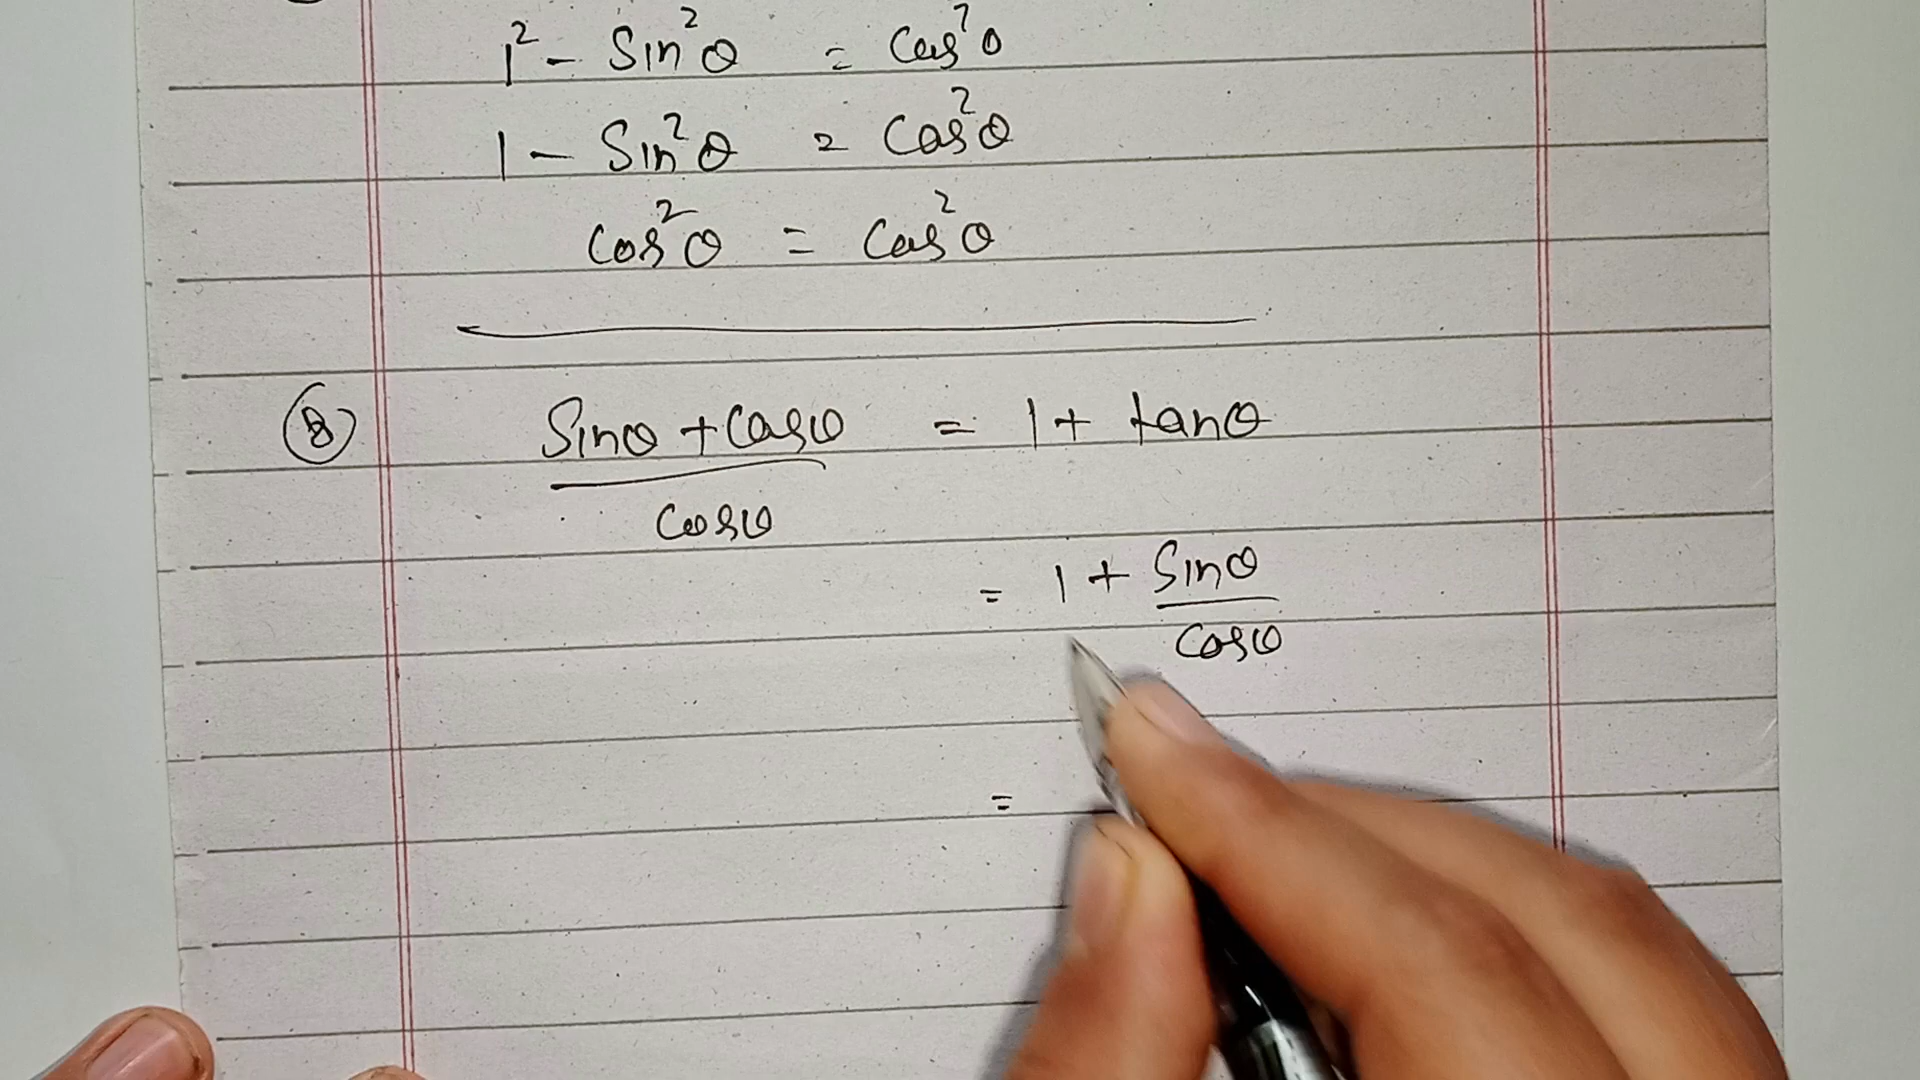 1² - Sin²θ = Cos²θ
1 - Sin²θ = Cos²θ
Cos²θ = Cos²θ
⑧ Sinθ + Cosθ = 1 + tanθ
Cosθ
= 1 + Sinθ
Cosθ
=